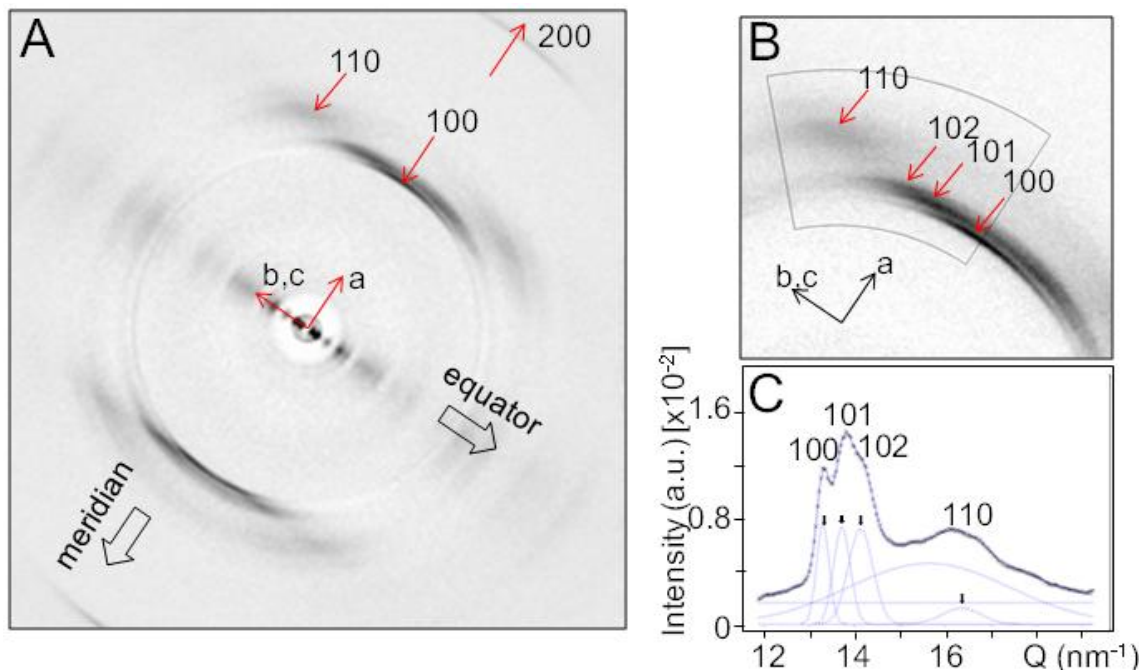 A
200
110
100
b,c
a
equator
meridian
B
110
102
101
100
b,c
a
C
Intensity (a.u.) [x10⁻²]
1.6
0.8
0
101
100
102
110
12
14
16
Q (nm⁻¹)